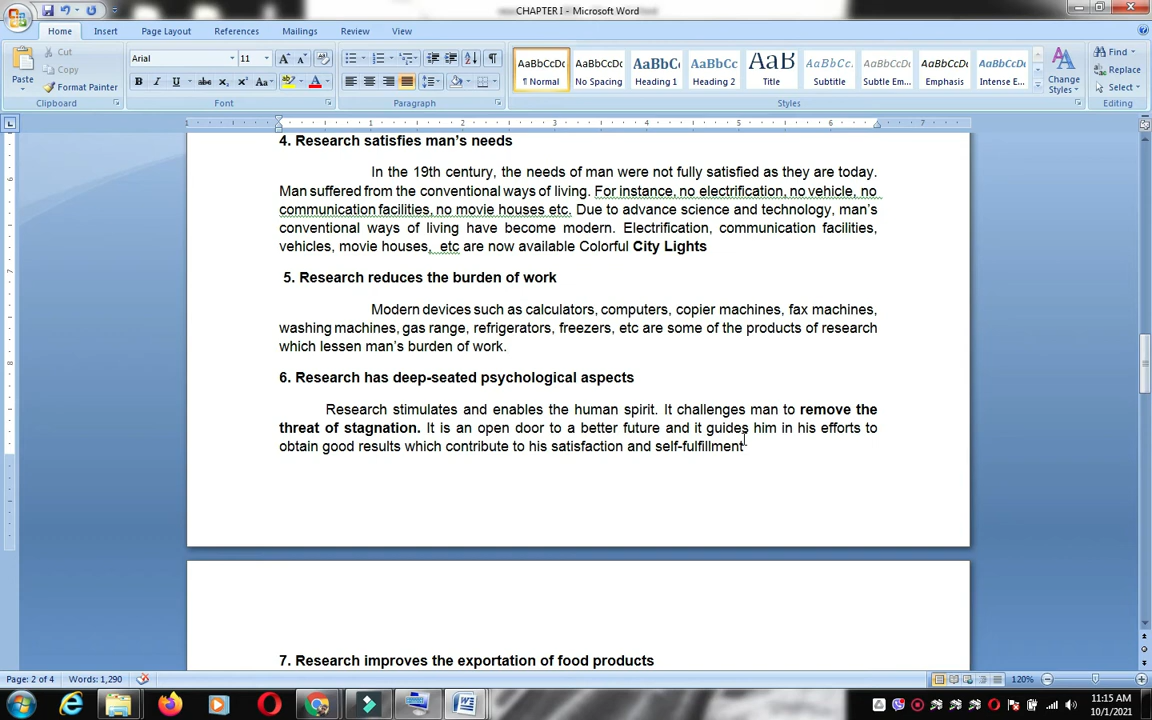 CHAPTER I - Microsoft Word
Home Insert Page Layout References Mailings Review View
Paste
Cut
Copy
Format Painter
Clipboard
Arial 11
Font
Paragraph
AaBbCcDc AaBbCcDc AaBbC AaBbCc AaB AaBbCc. AaBbCcDc AaBbCcDc AaBbCcDc
¶ Normal No Spacing Heading 1 Heading 2 Title Subtitle Subtle Em... Emphasis Intense E...
Change Styles
Styles
Find
Replace
Select
Editing
4. Research satisfies man's needs
In the 19th century, the needs of man were not fully satisfied as they are today.
Man suffered from the conventional ways of living. For instance, no electrification, no vehicle, no
communication facilities, no movie houses etc. Due to advance science and technology, man's
conventional ways of living have become modern. Electrification, communication facilities,
vehicles, movie houses, etc are now available Colorful City Lights
5. Research reduces the burden of work
Modern devices such as calculators, computers, copier machines, fax machines,
washing machines, gas range, refrigerators, freezers, etc are some of the products of research
which lessen man's burden of work.
6. Research has deep-seated psychological aspects
Research stimulates and enables the human spirit. It challenges man to remove the
threat of stagnation. It is an open door to a better future and it guides him in his efforts to
obtain good results which contribute to his satisfaction and self-fulfillment
7. Research improves the exportation of food products
Page: 2 of 4 Words: 1,290 120%
11:15 AM
10/1/2021